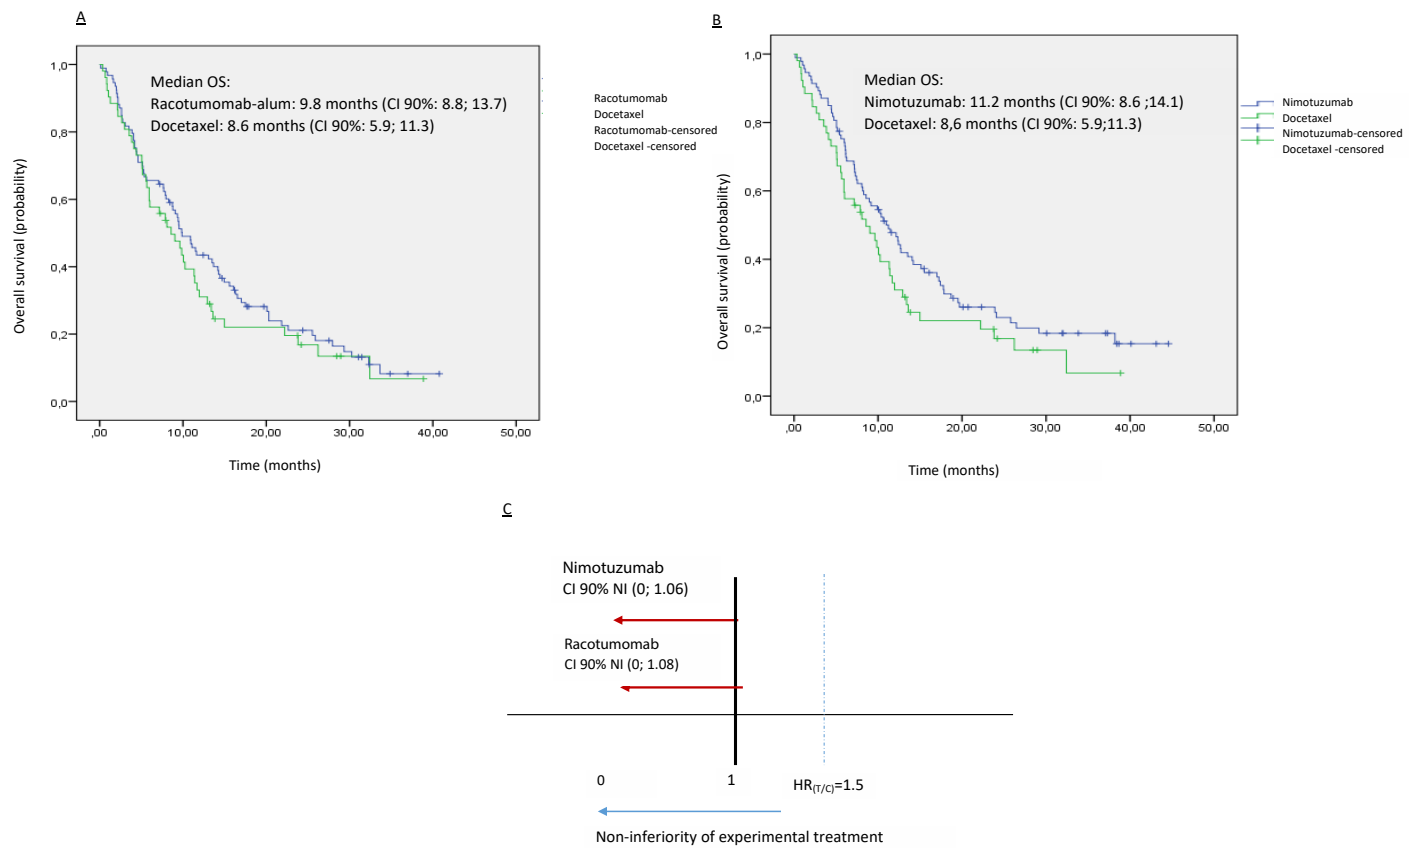 A
Median OS:
Racotumomab-alum: 9.8 months (CI 90%: 8.8; 13.7)
Docetaxel: 8.6 months (CI 90%: 5.9; 11.3)
Overall survival (probability)
1,0
0,8
0,6
0,4
0,2
0,0
,00 10,00 20,00 30,00 40,00 50,00
Time (months)
Racotumomab
Docetaxel
Racotumomab-censored
Docetaxel -censored
B
Median OS:
Nimotuzumab: 11.2 months (CI 90%: 8.6 ;14.1)
Docetaxel: 8,6 months (CI 90%: 5.9;11.3)
Overall survival (probability)
1,0
0,8
0,6
0,4
0,2
0,0
,00 10,00 20,00 30,00 40,00 50,00
Time (months)
Nimotuzumab
Docetaxel
Nimotuzumab-censored
Docetaxel -censored
C
Nimotuzumab
CI 90% NI (0; 1.06)
Racotumomab
CI 90% NI (0; 1.08)
0 1 HR(T/C)=1.5
Non-inferiority of experimental treatment